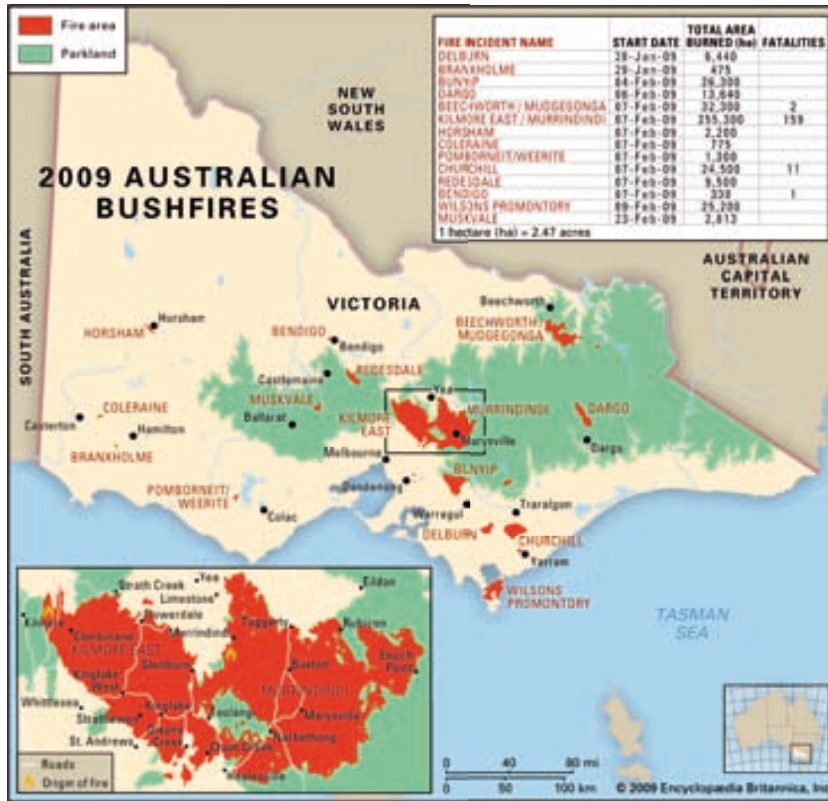 Fire area
Parkland
FIRE INCIDENT NAME START DATE TOTAL AREA BURNED (ha) FATALITIES
DELBURN 28-Jan-09 6,440
BRANXHOLME 29-Jan-09 475
BUNYIP 04-Feb-09 26,300
DARGO 06-Feb-09 13,640
BEECHWORTH / MUDGEGONGA 07-Feb-09 32,300 2
KILMORE EAST / MURRINDINDI 07-Feb-09 255,300 159
HORSHAM 07-Feb-09 2,200
COLERAINE 07-Feb-09 775
POMBORNEIT/WEERITE 07-Feb-09 1,300
CHURCHILL 07-Feb-09 24,500 11
REDESDALE 07-Feb-09 9,500
BENDIGO 07-Feb-09 330 1
WILSONS PROMONTORY 09-Feb-09 25,200
MUSKVALE 23-Feb-09 2,813
1 hectare (ha) = 2.47 acres
NEW
SOUTH
WALES
2009 AUSTRALIAN
BUSHFIRES
AUSTRALIAN
CAPITAL
TERRITORY
SOUTH AUSTRALIA
VICTORIA
Beechworth
BEECHWORTH/
MUDGEGONGA
Horsham
HORSHAM
BENDIGO
Bendigo
REDESDALE
Castlemaine
Yea
MUSKVALE
MURRINDINDI
DARGO
COLERAINE
Casterton
Ballarat
KILMORE
EAST
Hamilton
Marysville
Dargo
BRANXHOLME
Melbourne
BUNYIP
Dandenong
POMBORNEIT/
WEERITE
Colac
Warragul
Traralgon
DELBURN
CHURCHILL
Yarram
WILSONS
PROMONTORY
TASMAN
SEA
Strath Creek
Yea
Limestone
Eildon
Kilmore
Flowerdale
Clonbinane
Murrindindi
Taggerty
Rubicon
KILMORE EAST
Glenburn
Buxton
Enoch
Point
Kinglake
West
MURRINDINDI
Whittlesea
Kinglake
Toolangi
Marysville
Strathewen
St. Andrews
Dixons
Creek
Chum Creek
Narbethong
Healesville
Roads
Origin of fire
0 40 80 mi
0 50 100 km
© 2009 Encyclopædia Britannica, Inc.